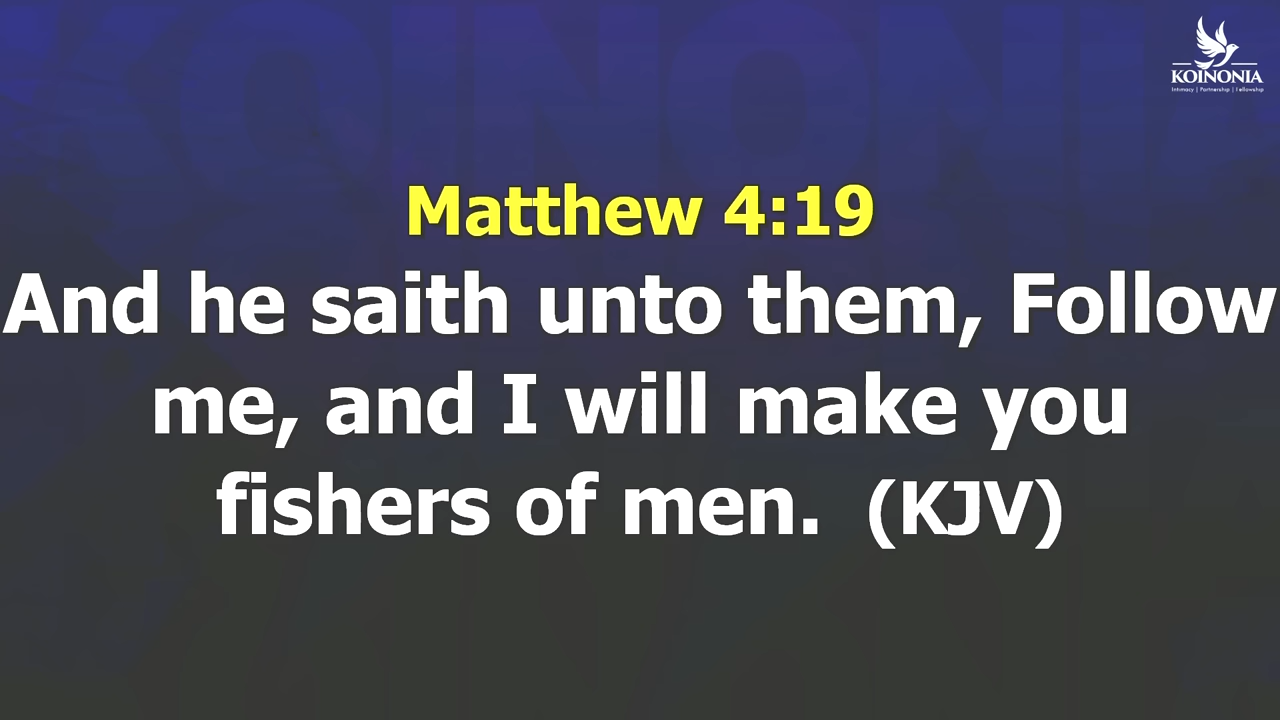 KOINONIA
Intimacy | Partnership | Fellowship
Matthew 4:19
And he saith unto them, Follow
me, and I will make you
fishers of men.  (KJV)